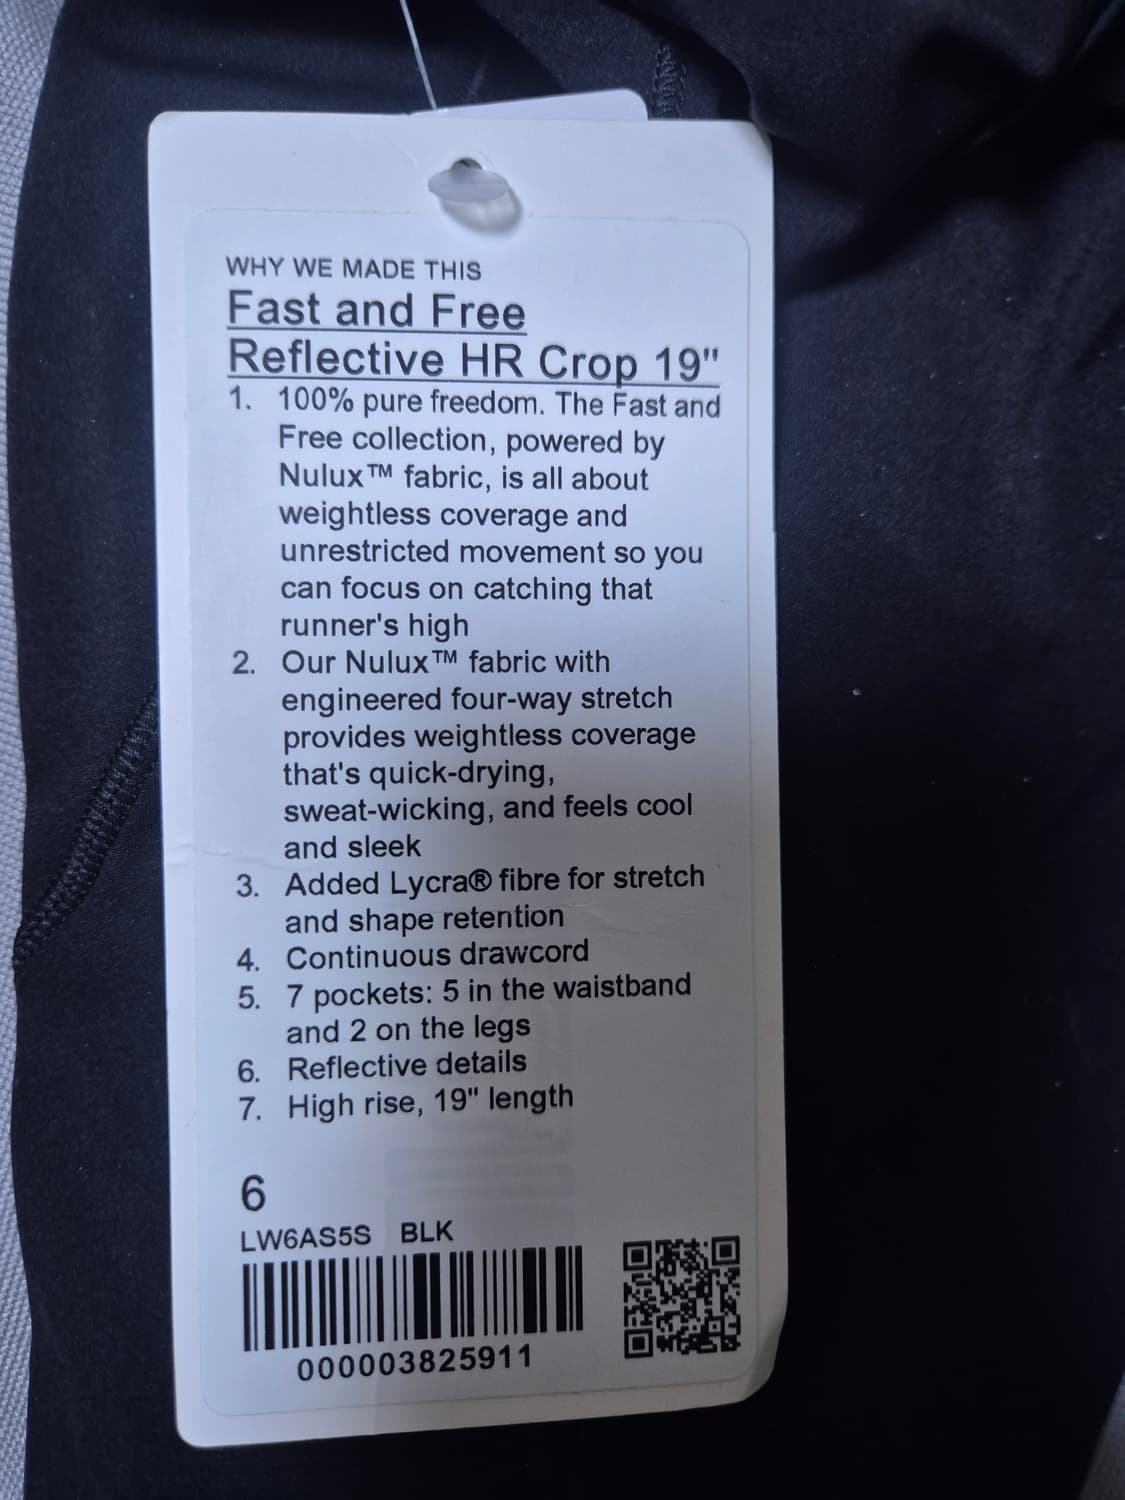 WHY WE MADE THIS
Fast and Free
Reflective HR Crop 19"
1. 100% pure freedom. The Fast and
Free collection, powered by
Nulux™ fabric, is all about
weightless coverage and
unrestricted movement so you
can focus on catching that
runner's high
2. Our Nulux™ fabric with
engineered four-way stretch
provides weightless coverage
that's quick-drying,
sweat-wicking, and feels cool
and sleek
3. Added Lycra® fibre for stretch
and shape retention
4. Continuous drawcord
5. 7 pockets: 5 in the waistband
and 2 on the legs
6. Reflective details
7. High rise, 19" length
6
LW6AS5S BLK
000003825911